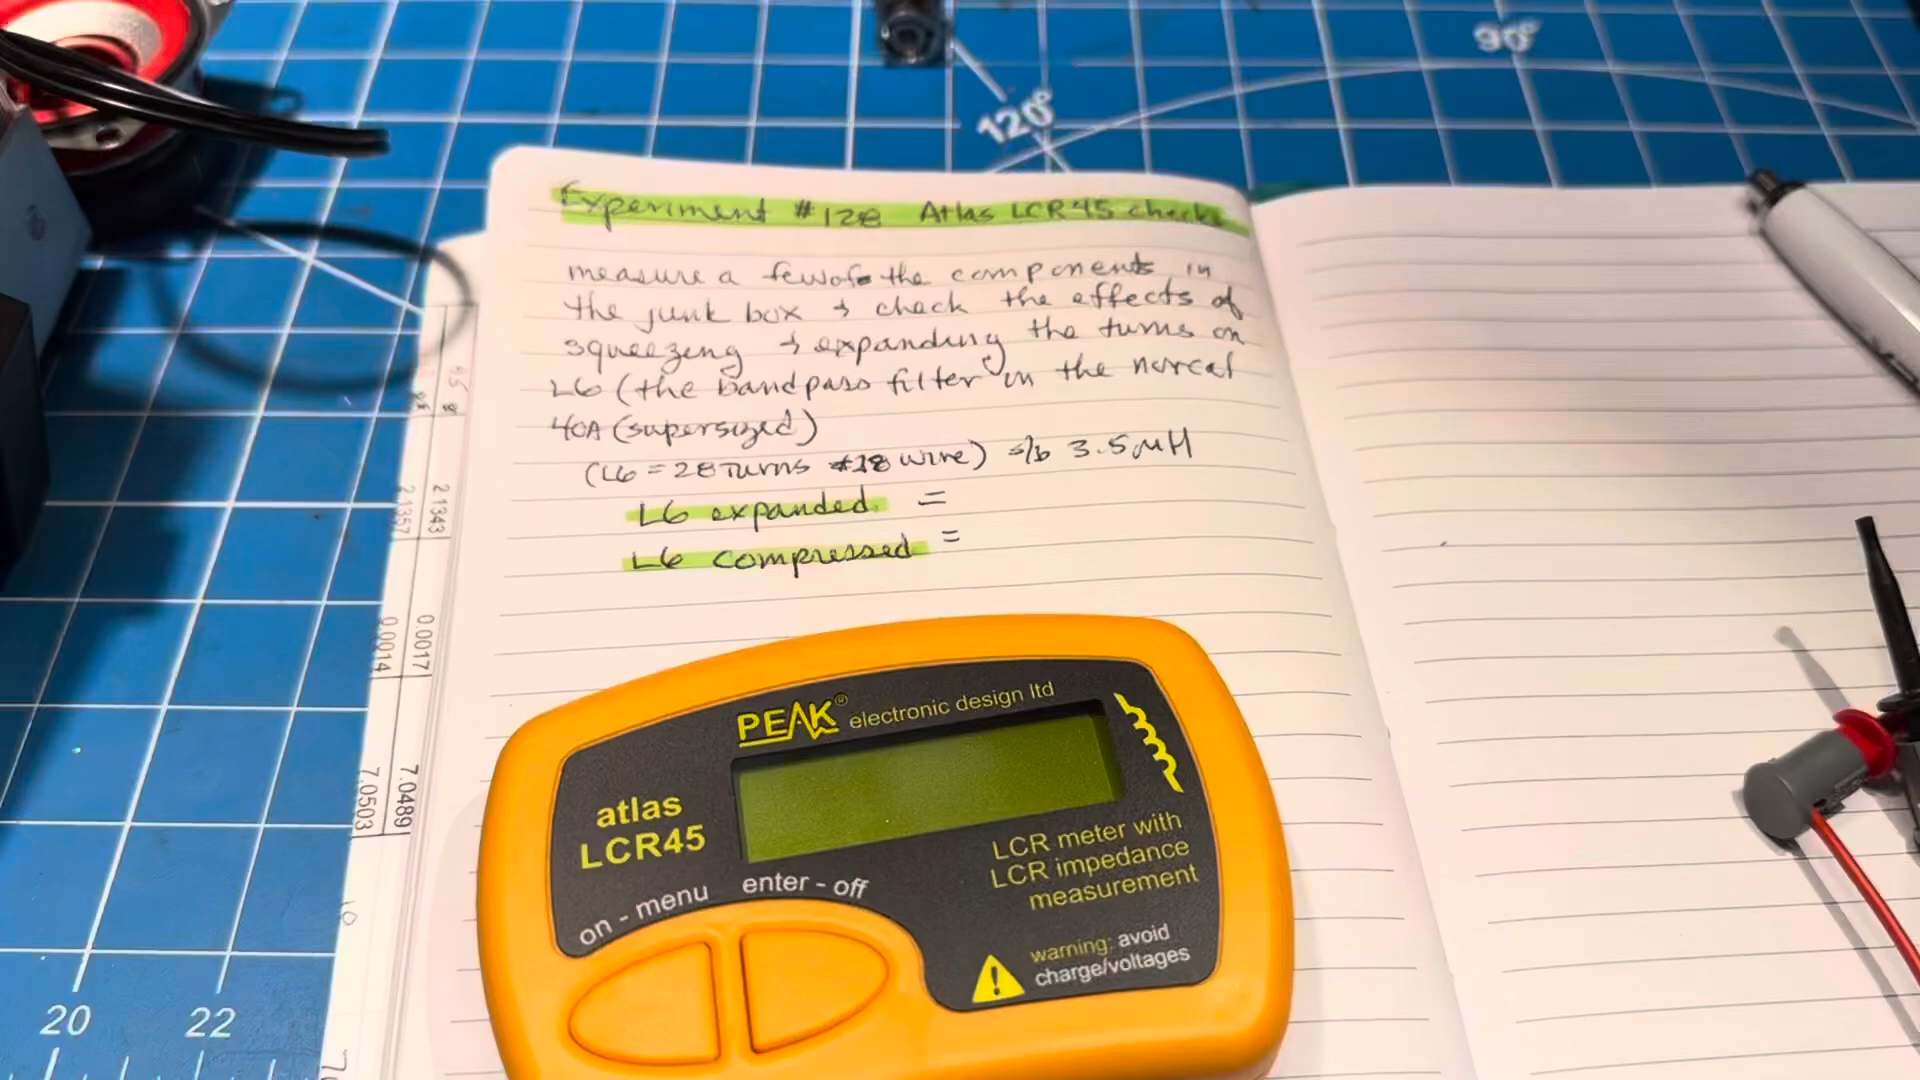 90°
120°
Experiment #128 Atlas LCR45 checks
measure a few of the components in
the junk box & check the effects of
squeezing & expanding the turns on
L6 (the bandpass filter in the norcal
40A (supersized)
(L6 = 28 Turns #28 wire) s/b 3.5 μH
L6 expanded =
L6 compressed =
2.1343
2.1357
0.0017
0.0014
7.0489
7.0503
PEAK® electronic design ltd
atlas
LCR45
LCR meter with
LCR impedance
measurement
on - menu
enter - off
warning: avoid
charge/voltages
20
22